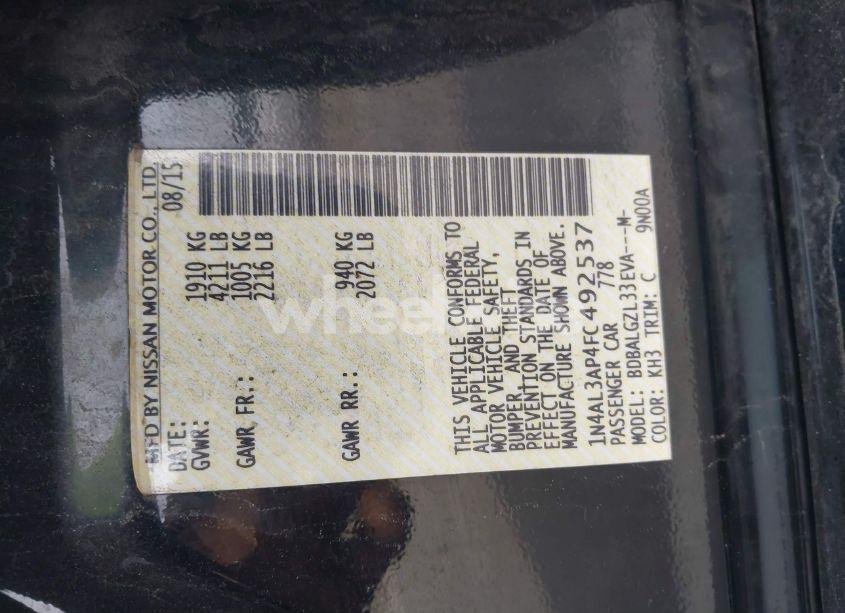 MFD BY NISSAN MOTOR CO., LTD.
DATE: 08/15
GVWR: 1910 KG
4211 LB
GAWR FR.: 1005 KG
2216 LB
GAWR RR.: 940 KG
2072 LB
THIS VEHICLE CONFORMS TO
ALL APPLICABLE FEDERAL
MOTOR VEHICLE SAFETY,
BUMPER, AND THEFT
PREVENTION STANDARDS IN
EFFECT ON THE DATE OF
MANUFACTURE SHOWN ABOVE.
1N4AL3AP4FC492537
PASSENGER CAR 778
MODEL: BDBALGZL33EVA---M-
COLOR: KH3 TRIM: C 9N00A